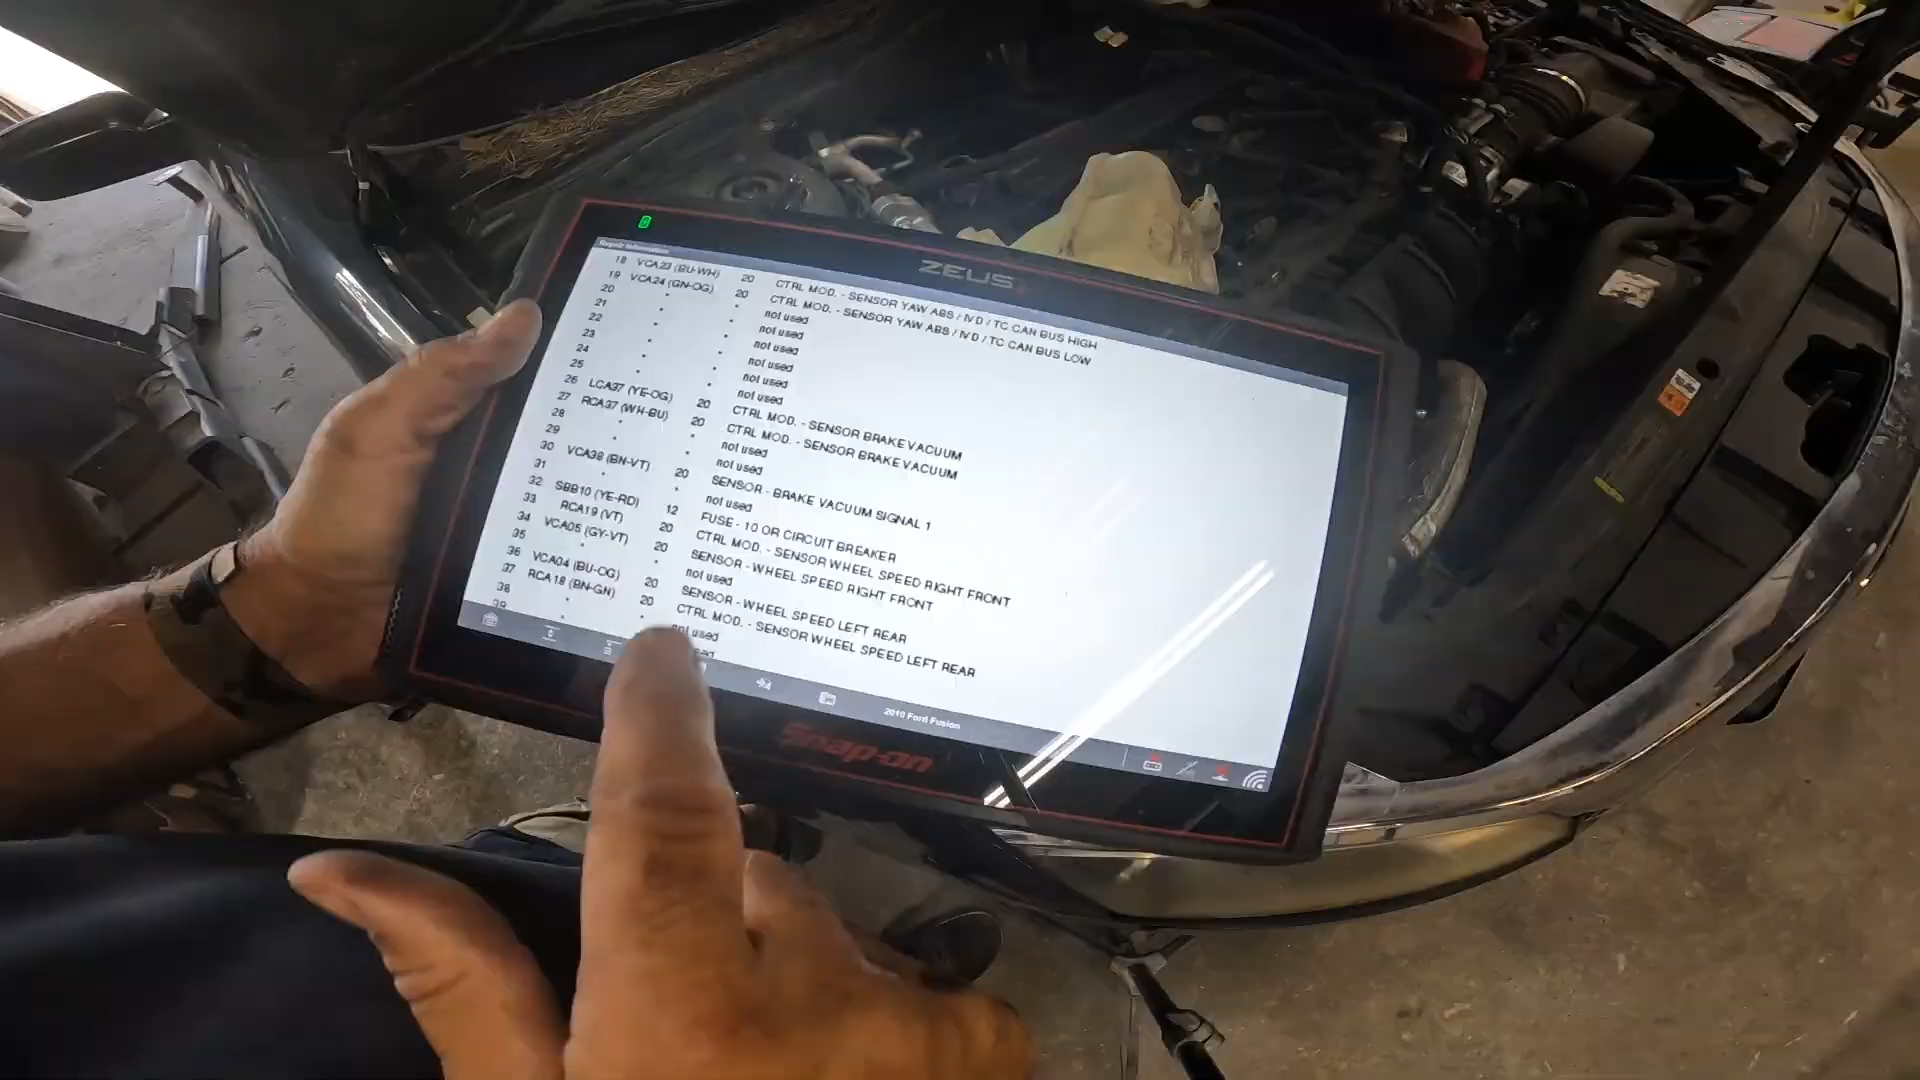 ZEUS
Repair Information
18 VCA23 (BU-WH) 20 CTRL MOD. - SENSOR YAW ABS / IVD / TC CAN BUS HIGH
19 VCA24 (GN-OG) 20 CTRL MOD. - SENSOR YAW ABS / IVD / TC CAN BUS LOW
20 - - not used
21 - - not used
22 - - not used
23 - - not used
24 - - not used
25 - - not used
26 LCA37 (YE-OG) 20 CTRL MOD. - SENSOR BRAKE VACUUM
27 RCA37 (WH-BU) 20 CTRL MOD. - SENSOR BRAKE VACUUM
28 - - not used
29 - - not used
30 VCA38 (BN-VT) 20 SENSOR - BRAKE VACUUM SIGNAL 1
31 - - not used
32 SBB10 (YE-RD) 12 FUSE - 10 OR CIRCUIT BREAKER
33 RCA19 (VT) 20 CTRL MOD. - SENSOR WHEEL SPEED RIGHT FRONT
34 VCA05 (GY-VT) 20 SENSOR - WHEEL SPEED RIGHT FRONT
35 - - not used
36 VCA04 (BU-OG) 20 SENSOR - WHEEL SPEED LEFT REAR
37 RCA18 (BN-GN) 20 CTRL MOD. - SENSOR WHEEL SPEED LEFT REAR
38 - - not used
39
2010 Ford Fusion
Snap-on